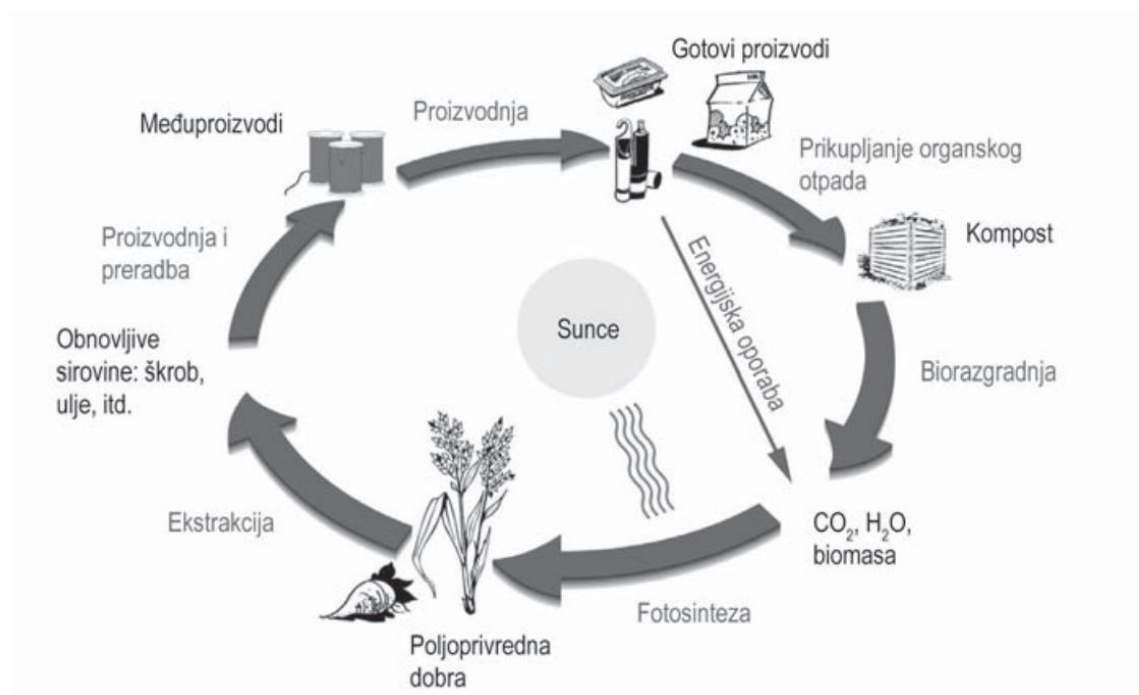 Gotovi proizvodi
Međuproizvodi
Proizvodnja
Prikupljanje organskog
otpada
Kompost
Proizvodnja i
preradba
Energijska oporaba
Sunce
Obnovljive
sirovine: škrob,
ulje, itd.
Biorazgradnja
Ekstrakcija
CO₂, H₂O,
biomasa
Fotosinteza
Poljoprivredna
dobra